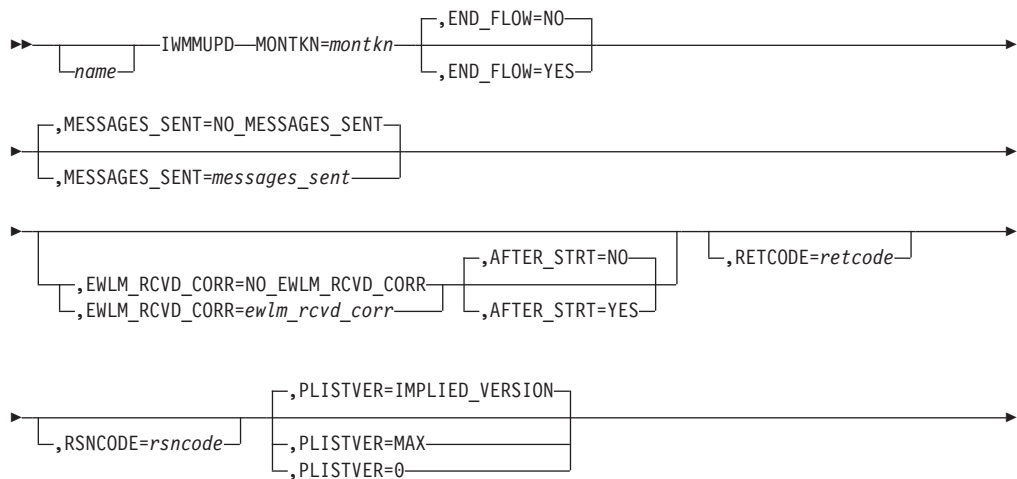 ,END_FLOW=NO
IWMMUPD MONTKN=montkn
name ,END_FLOW=YES
,MESSAGES_SENT=NO_MESSAGES_SENT
,MESSAGES_SENT=messages_sent
,AFTER_STRT=NO
,EWLM_RCVD_CORR=NO_EWLM_RCVD_CORR ,RETCODE=retcode
,EWLM_RCVD_CORR=ewlm_rcvd_corr ,AFTER_STRT=YES
,PLISTVER=IMPLIED_VERSION
,RSNCODE=rsncode ,PLISTVER=MAX
,PLISTVER=0